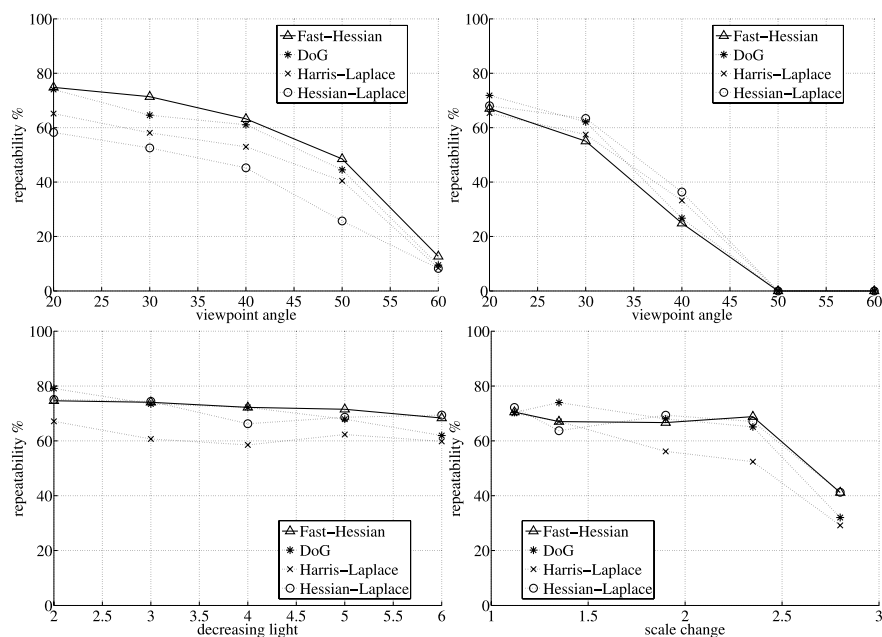 100
80
60
40
20
0
repeatability %
Fast−Hessian
DoG
Harris−Laplace
Hessian−Laplace
20 25 30 35 40 45 50 55 60
viewpoint angle
100
80
60
40
20
0
repeatability %
Fast−Hessian
DoG
Harris−Laplace
Hessian−Laplace
20 25 30 35 40 45 50 55 60
viewpoint angle
100
80
60
40
20
0
repeatability %
Fast−Hessian
DoG
Harris−Laplace
Hessian−Laplace
2 2.5 3 3.5 4 4.5 5 5.5 6
decreasing light
100
80
60
40
20
0
repeatability %
Fast−Hessian
DoG
Harris−Laplace
Hessian−Laplace
1 1.5 2 2.5 3
scale change